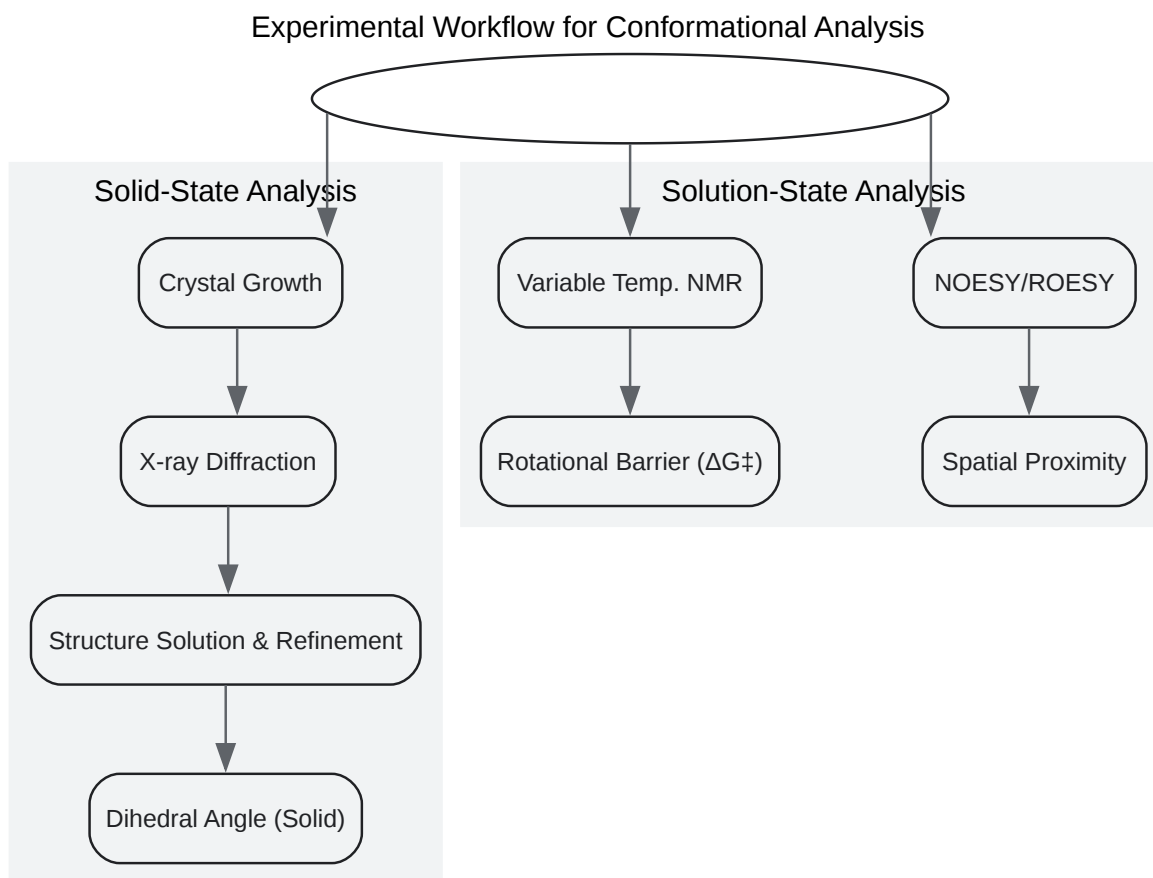 Experimental Workflow for Conformational Analysis
Solid-State Analysis
Crystal Growth
X-ray Diffraction
Structure Solution & Refinement
Dihedral Angle (Solid)
Solution-State Analysis
Variable Temp. NMR
Rotational Barrier (ΔG‡)
NOESY/ROESY
Spatial Proximity